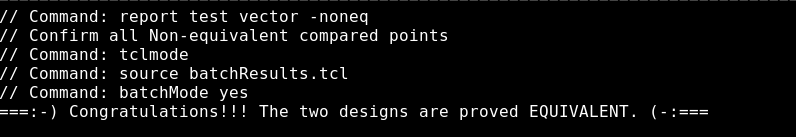 // Command: report test vector -noneq
// Confirm all Non-equivalent compared points
// Command: tclmode
// Command: source batchResults.tcl
// Command: batchMode yes
===:-) Congratulations!!! The two designs are proved EQUIVALENT. (-:===